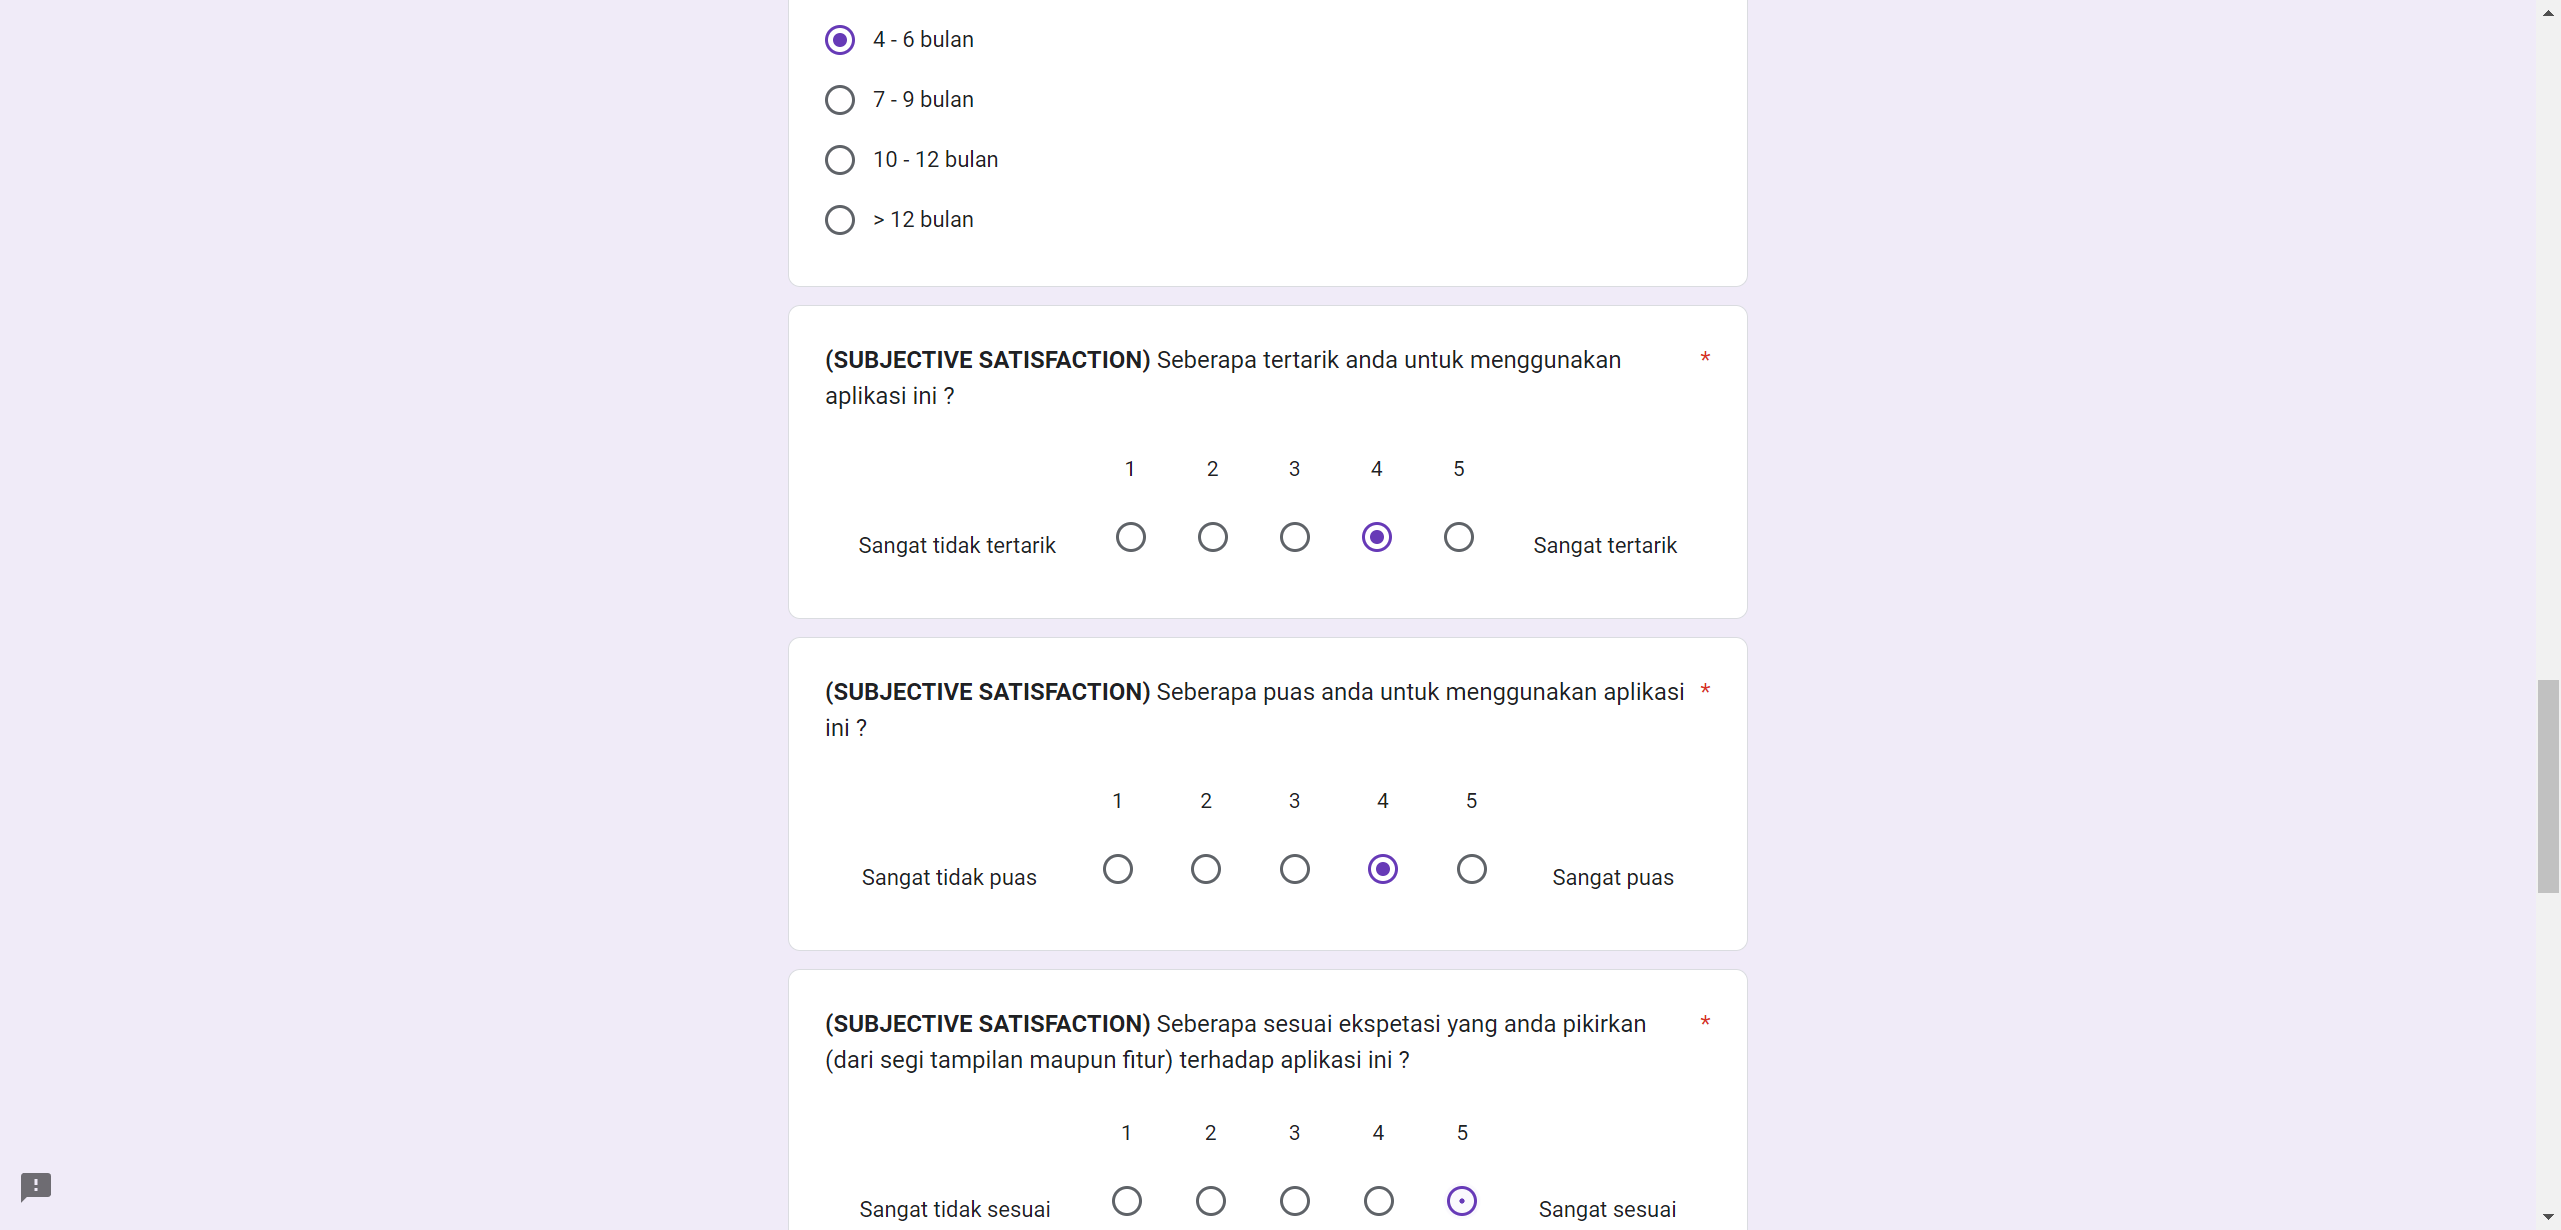 4 - 6 bulan
7 - 9 bulan
10 - 12 bulan
> 12 bulan
(SUBJECTIVE SATISFACTION) Seberapa tertarik anda untuk menggunakan *
aplikasi ini ?
1 2 3 4 5
Sangat tidak tertarik Sangat tertarik
(SUBJECTIVE SATISFACTION) Seberapa puas anda untuk menggunakan aplikasi *
ini ?
1 2 3 4 5
Sangat tidak puas Sangat puas
(SUBJECTIVE SATISFACTION) Seberapa sesuai ekspetasi yang anda pikirkan *
(dari segi tampilan maupun fitur) terhadap aplikasi ini ?
1 2 3 4 5
Sangat tidak sesuai Sangat sesuai